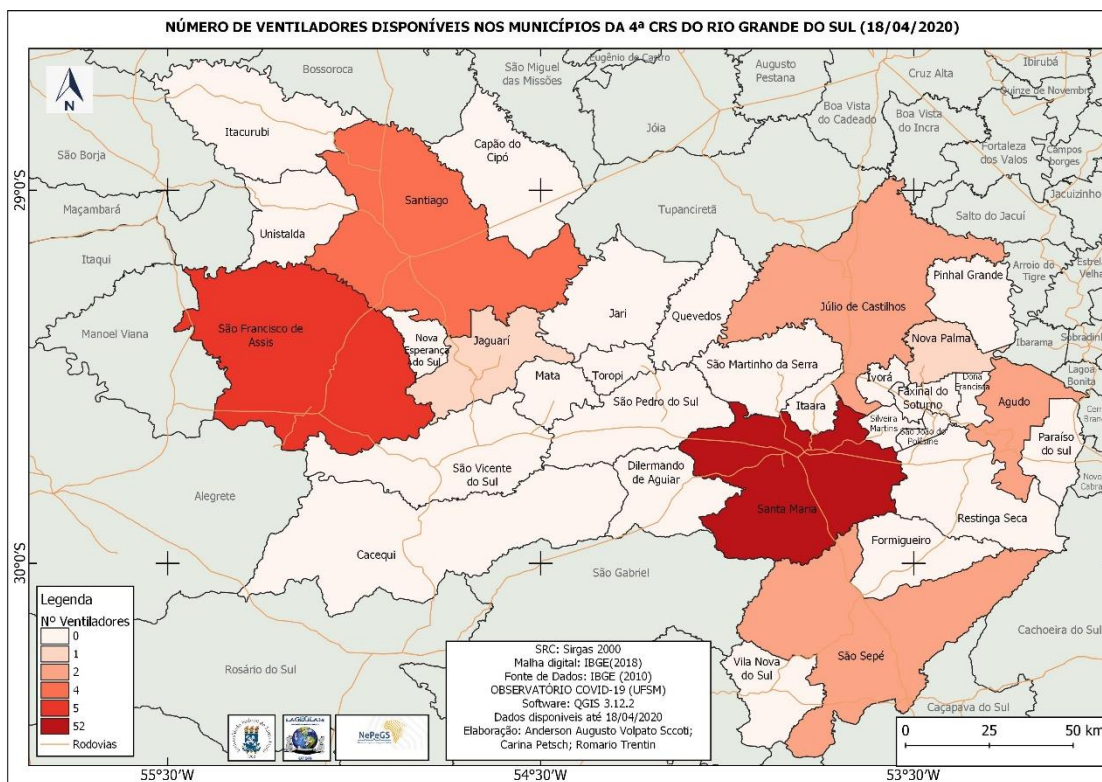 NÚMERO DE VENTILADORES DISPONÍVEIS NOS MUNICÍPIOS DA 4ª CRS DO RIO GRANDE DO SUL (18/04/2020)
N
Bossoroca
São Miguel
das Missões
Eugênio de Castro
Augusto
Pestana
Cruz Alta
Ibirubá
Quinze de Novembro
Boa Vista
do Cadeado
Boa Vista
do Incra
Fortaleza
dos Valos
Campos
borges
Jacuizinho
Salto do Jacuí
Jóia
Tupanciretã
São Borja
Maçambará
Itaqui
Manoel Viana
Alegrete
Rosário do Sul
São Gabriel
Cachoeira do Sul
Caçapava do Sul
Arroio do
Tigre
Estrela
Velha
Ibarama
Sobradinho
Lagoa
Bonita
Novo
Cabra
Itacurubi
Unistalda
Santiago
Capão do
Cipó
São Francisco de
Assis
Nova
Esperança
do Sul
Jaguarí
Jari
Quevedos
Júlio de Castilhos
Pinhal Grande
Nova Palma
Mata
Toropi
São Martinho da Serra
São Pedro do Sul
Itaara
Ivorá
Faxinal do
Soturno
Dona
Francisca
Silveira
Martins
São João do
Polêsine
Agudo
Paraíso
do sul
São Vicente
do Sul
Dilermando
de Aguiar
Santa Maria
Restinga Seca
Formigueiro
Cacequi
São Sepé
Vila Nova
do Sul
29°0'S
30°0'S
55°30'W
54°30'W
53°30'W
Legenda
Nº Ventiladores
0
1
2
4
5
52
Rodovias
NePeGS
SRC: Sirgas 2000
Malha digital: IBGE(2018)
Fonte de Dados: IBGE (2010)
OBSERVATÓRIO COVID-19 (UFSM)
Software: QGIS 3.12.2
Dados disponiveis até 18/04/2020
Elaboração: Anderson Augusto Volpato Sccoti;
Carina Petsch; Romario Trentin
0 25 50 km